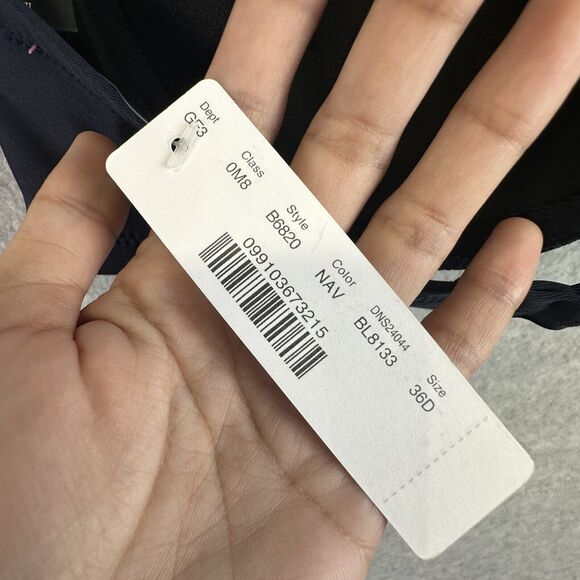 Dept Class Style Color DNS24044 Size
GF3 0M8 B6820 NAV BL8133 36D
099103673215